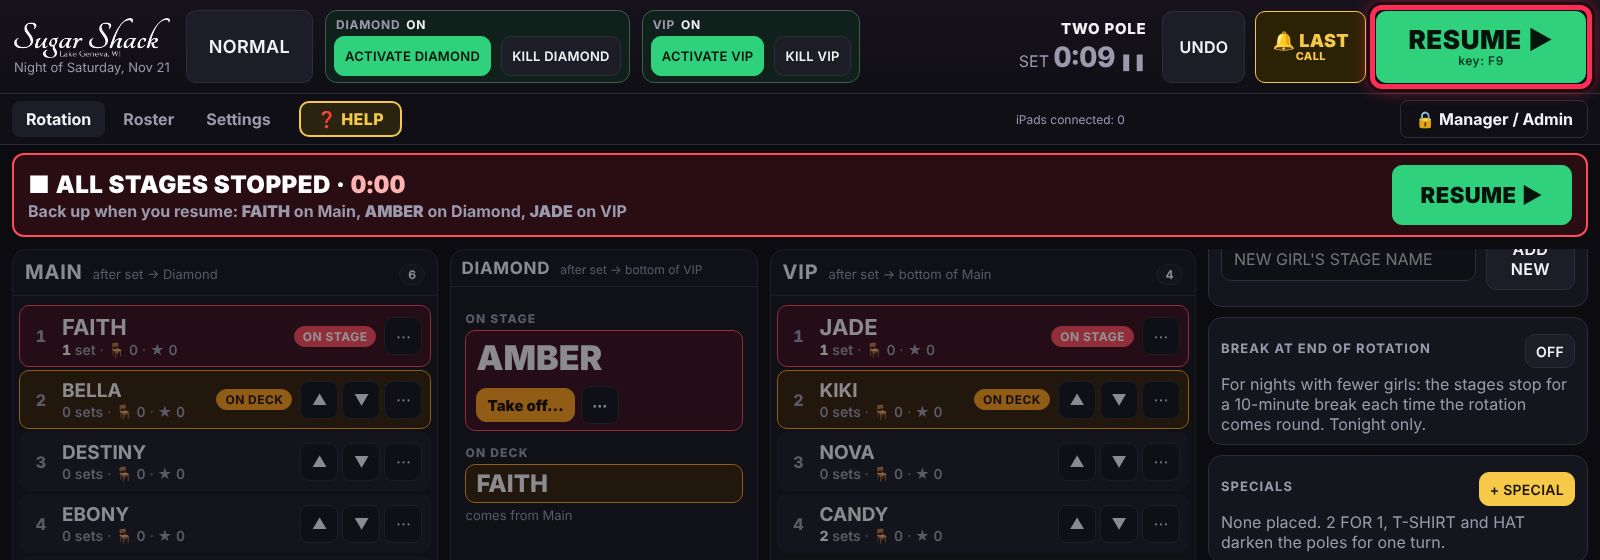 Sugar Shack
Lake Geneva, WI
Night of Saturday, Nov 21
NORMAL
DIAMOND ON
ACTIVATE DIAMOND
KILL DIAMOND
VIP ON
ACTIVATE VIP
KILL VIP
TWO POLE
SET 0:09 ❚❚
UNDO
🔔 LAST
CALL
RESUME ▶
key: F9
Rotation
Roster
Settings
❓ HELP
iPads connected: 0
🔒 Manager / Admin
■ ALL STAGES STOPPED · 0:00
Back up when you resume: FAITH on Main, AMBER on Diamond, JADE on VIP
RESUME ▶
MAIN after set → Diamond 6
1 FAITH ON STAGE ···
1 set · 🪑 0 · ★ 0
2 BELLA ON DECK ▲ ▼ ···
0 sets · 🪑 0 · ★ 0
3 DESTINY ▲ ▼ ···
0 sets · 🪑 0 · ★ 0
4 EBONY ▲ ▼ ···
0 sets · 🪑 0 · ★ 0
DIAMOND after set → bottom of VIP
ON STAGE
AMBER
Take off... ···
ON DECK
FAITH
comes from Main
VIP after set → bottom of Main 4
1 JADE ON STAGE ···
1 set · 🪑 0 · ★ 0
2 KIKI ON DECK ▲ ▼ ···
0 sets · 🪑 0 · ★ 0
3 NOVA ▲ ▼ ···
0 sets · 🪑 0 · ★ 0
4 CANDY ▲ ▼ ···
2 sets · 🪑 0 · ★ 0
NEW GIRL'S STAGE NAME
ADD
NEW
BREAK AT END OF ROTATION
OFF
For nights with fewer girls: the stages stop for
a 10-minute break each time the rotation
comes round. Tonight only.
SPECIALS
+ SPECIAL
None placed. 2 FOR 1, T-SHIRT and HAT
darken the poles for one turn.